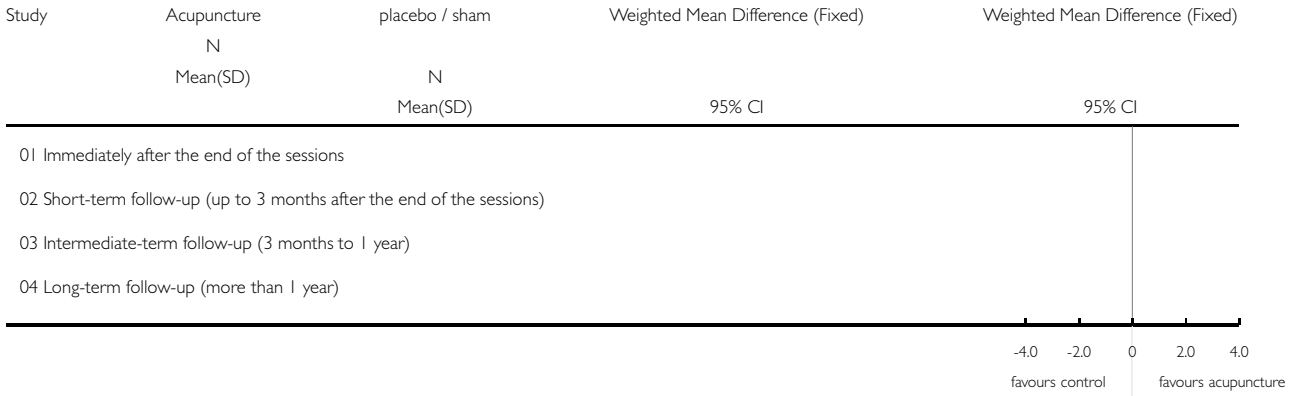 Study Acupuncture placebo / sham Weighted Mean Difference (Fixed) Weighted Mean Difference (Fixed)
N
Mean(SD) N
Mean(SD) 95% CI 95% CI
01 Immediately after the end of the sessions
02 Short-term follow-up (up to 3 months after the end of the sessions)
03 Intermediate-term follow-up (3 months to 1 year)
04 Long-term follow-up (more than 1 year)
-4.0 -2.0 0 2.0 4.0
favours control favours acupuncture